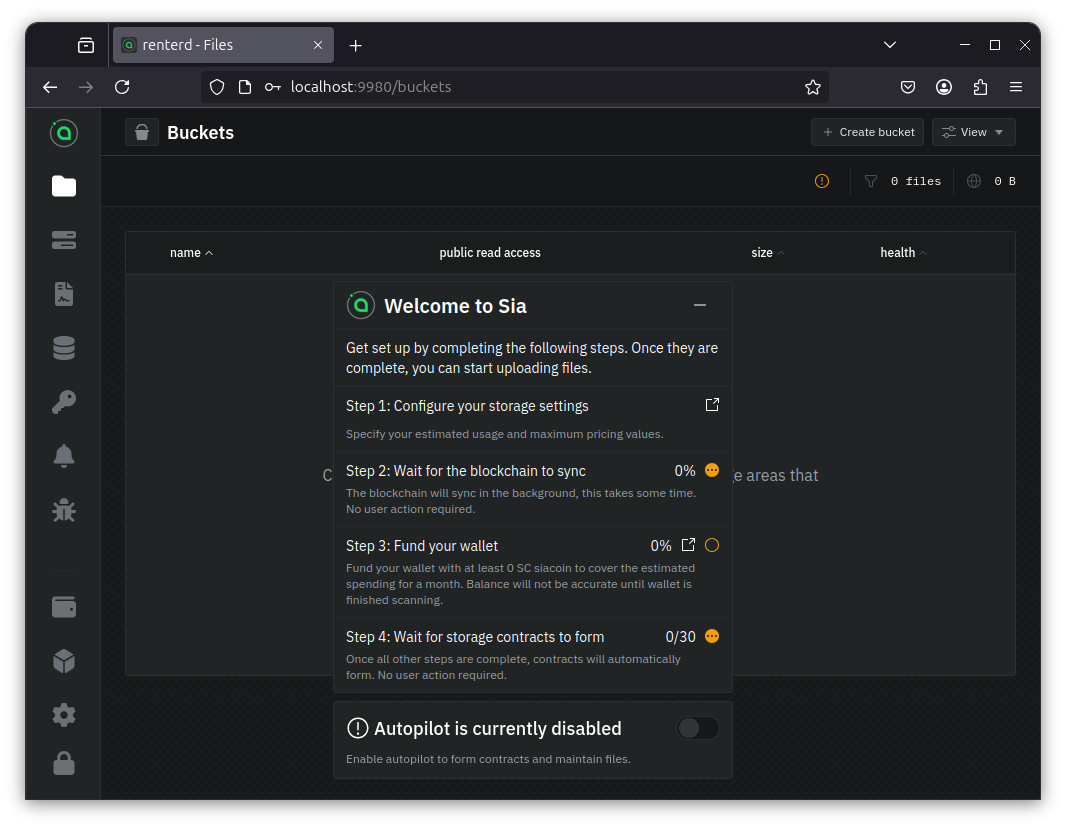 renterd - Files
localhost:9980/buckets
Buckets
Create bucket
View
0 files
0 B
name
public read access
size
health
Welcome to Sia
Get set up by completing the following steps. Once they are
complete, you can start uploading files.
Step 1: Configure your storage settings
Specify your estimated usage and maximum pricing values.
C
areas that
Step 2: Wait for the blockchain to sync
0%
The blockchain will sync in the background, this takes some time.
No user action required.
Step 3: Fund your wallet
0%
Fund your wallet with at least 0 SC siacoin to cover the estimated
spending for a month. Balance will not be accurate until wallet is
finished scanning.
Step 4: Wait for storage contracts to form
0/30
Once all other steps are complete, contracts will automatically
form. No user action required.
Autopilot is currently disabled
Enable autopilot to form contracts and maintain files.